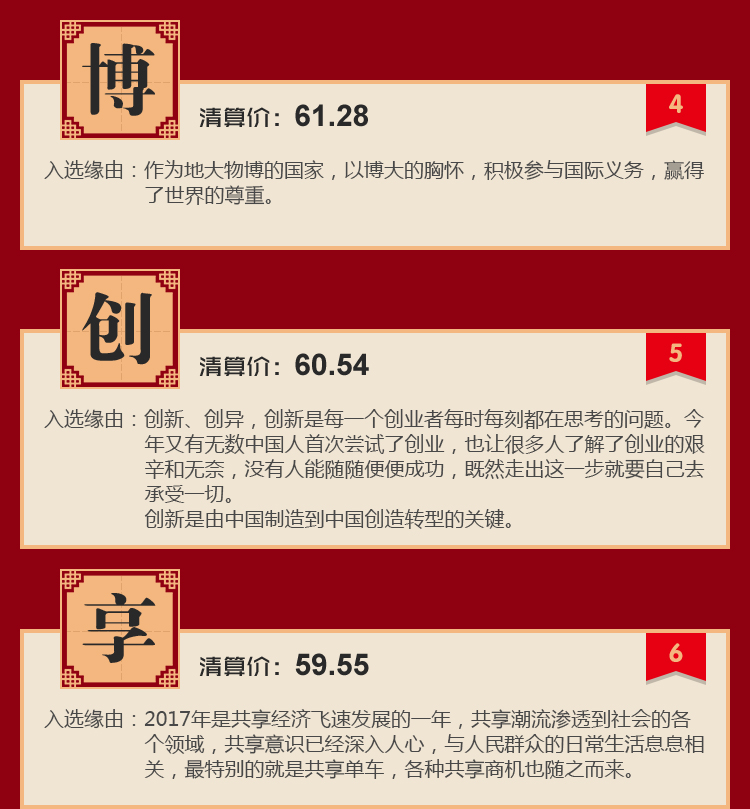 博
清算价：61.28
4
入选缘由：作为地大物博的国家，以博大的胸怀，积极参与国际义务，赢得
了世界的尊重。
创
清算价：60.54
5
入选缘由：创新、创异，创新是每一个创业者每时每刻都在思考的问题。今
年又有无数中国人首次尝试了创业，也让很多人了解了创业的艰
辛和无奈，没有人能随随便便成功，既然走出这一步就要自己去
承受一切。
创新是由中国制造到中国创造转型的关键。
享
清算价：59.55
6
入选缘由：2017年是共享经济飞速发展的一年，共享潮流渗透到社会的各
个领域，共享意识已经深入人心，与人民群众的日常生活息息相
关，最特别的就是共享单车，各种共享商机也随之而来。